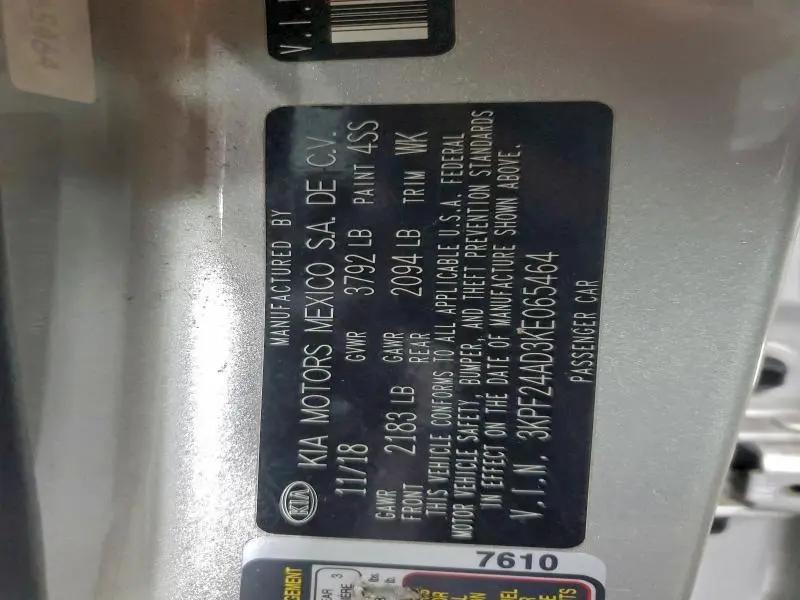 V.I.N
MANUFACTURED BY
KIA KIA MOTORS MEXICO S.A. DE C.V.
11/18 GVWR 3792 LB PAINT 4SS
GAWR FRONT 2183 LB GAWR REAR 2094 LB TRIM WK
THIS VEHICLE CONFORMS TO ALL APPLICABLE U.S.A. FEDERAL
MOTOR VEHICLE SAFETY, BUMPER, AND THEFT PREVENTION STANDARDS
IN EFFECT ON THE DATE OF MANUFACTURE SHOWN ABOVE.
V.I.N. 3KPF24AD3KE065464
PASSENGER CAR
7610